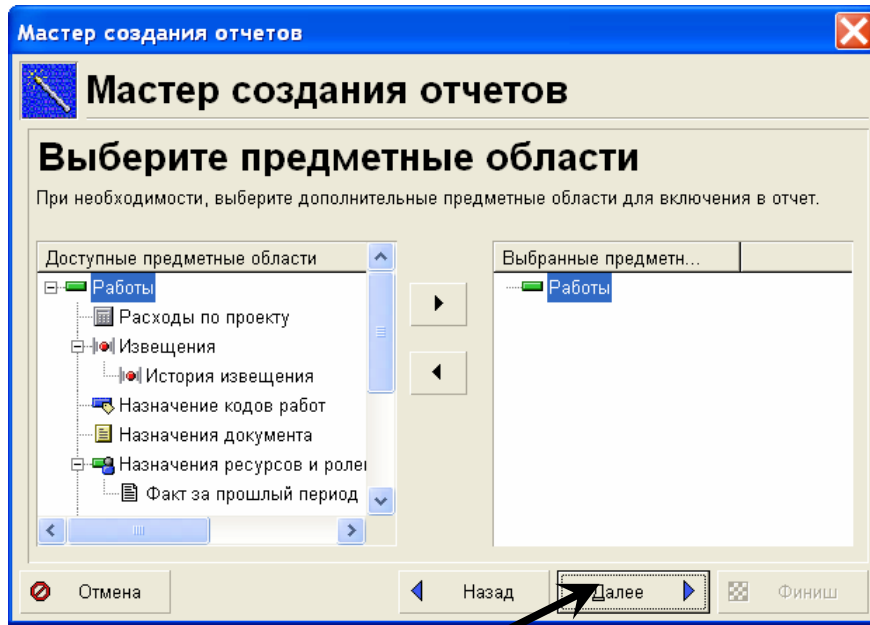 Мастер создания отчетов
Мастер создания отчетов
Выберите предметные области
При необходимости, выберите дополнительные предметные области для включения в отчет.
Доступные предметные области
Работы
Расходы по проекту
Извещения
История извещения
Назначение кодов работ
Назначения документа
Назначения ресурсов и ролей
Факт за прошлый период
Выбранные предметн...
Работы
Отмена
Назад
Далее
Финиш